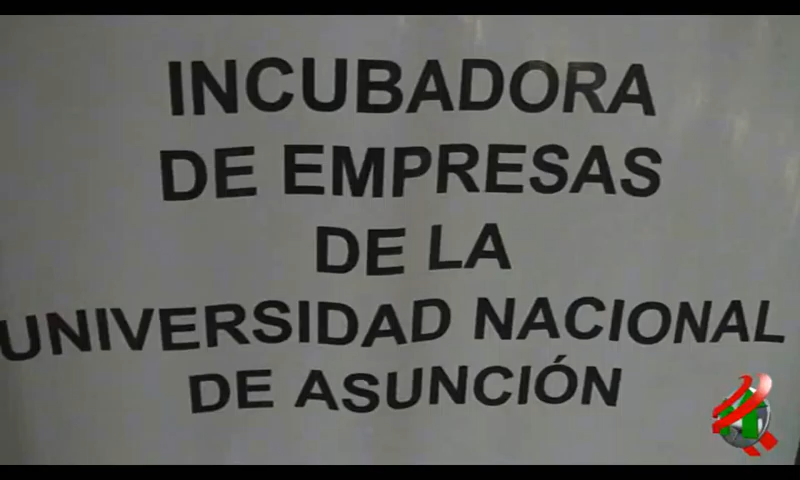 INCUBADORA
DE EMPRESAS
DE LA
UNIVERSIDAD NACIONAL
DE ASUNCIÓN